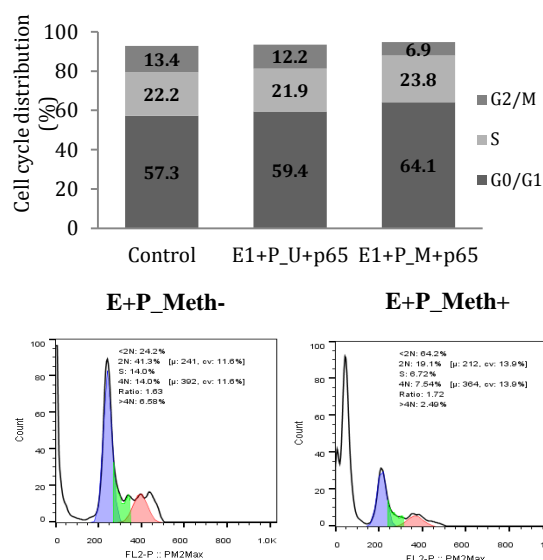 100
80
60
40
20
0
Cell cycle distribution
(%)
13.4
22.2
57.3
12.2
21.9
59.4
6.9
23.8
64.1
G2/M
S
G0/G1
Control
E1+P_U+p65
E1+P_M+p65
E+P_Meth-
E+P_Meth+
100
80
60
40
20
0
Count
<2N: 24.2%
2N: 41.3% [µ: 241, cv: 11.6%]
S: 14.0%
4N: 14.0% [µ: 392, cv: 11.6%]
Ratio: 1.63
>4N: 6.58%
0 200 400 600 800 1.0K
FL2-P :: PM2Max
100
80
60
40
20
0
Count
<2N: 64.2%
2N: 19.1% [µ: 212, cv: 13.9%]
S: 6.72%
4N: 7.54% [µ: 364, cv: 13.9%]
Ratio: 1.72
>4N: 2.49%
0 200 400 600 800
FL2-P :: PM2Max